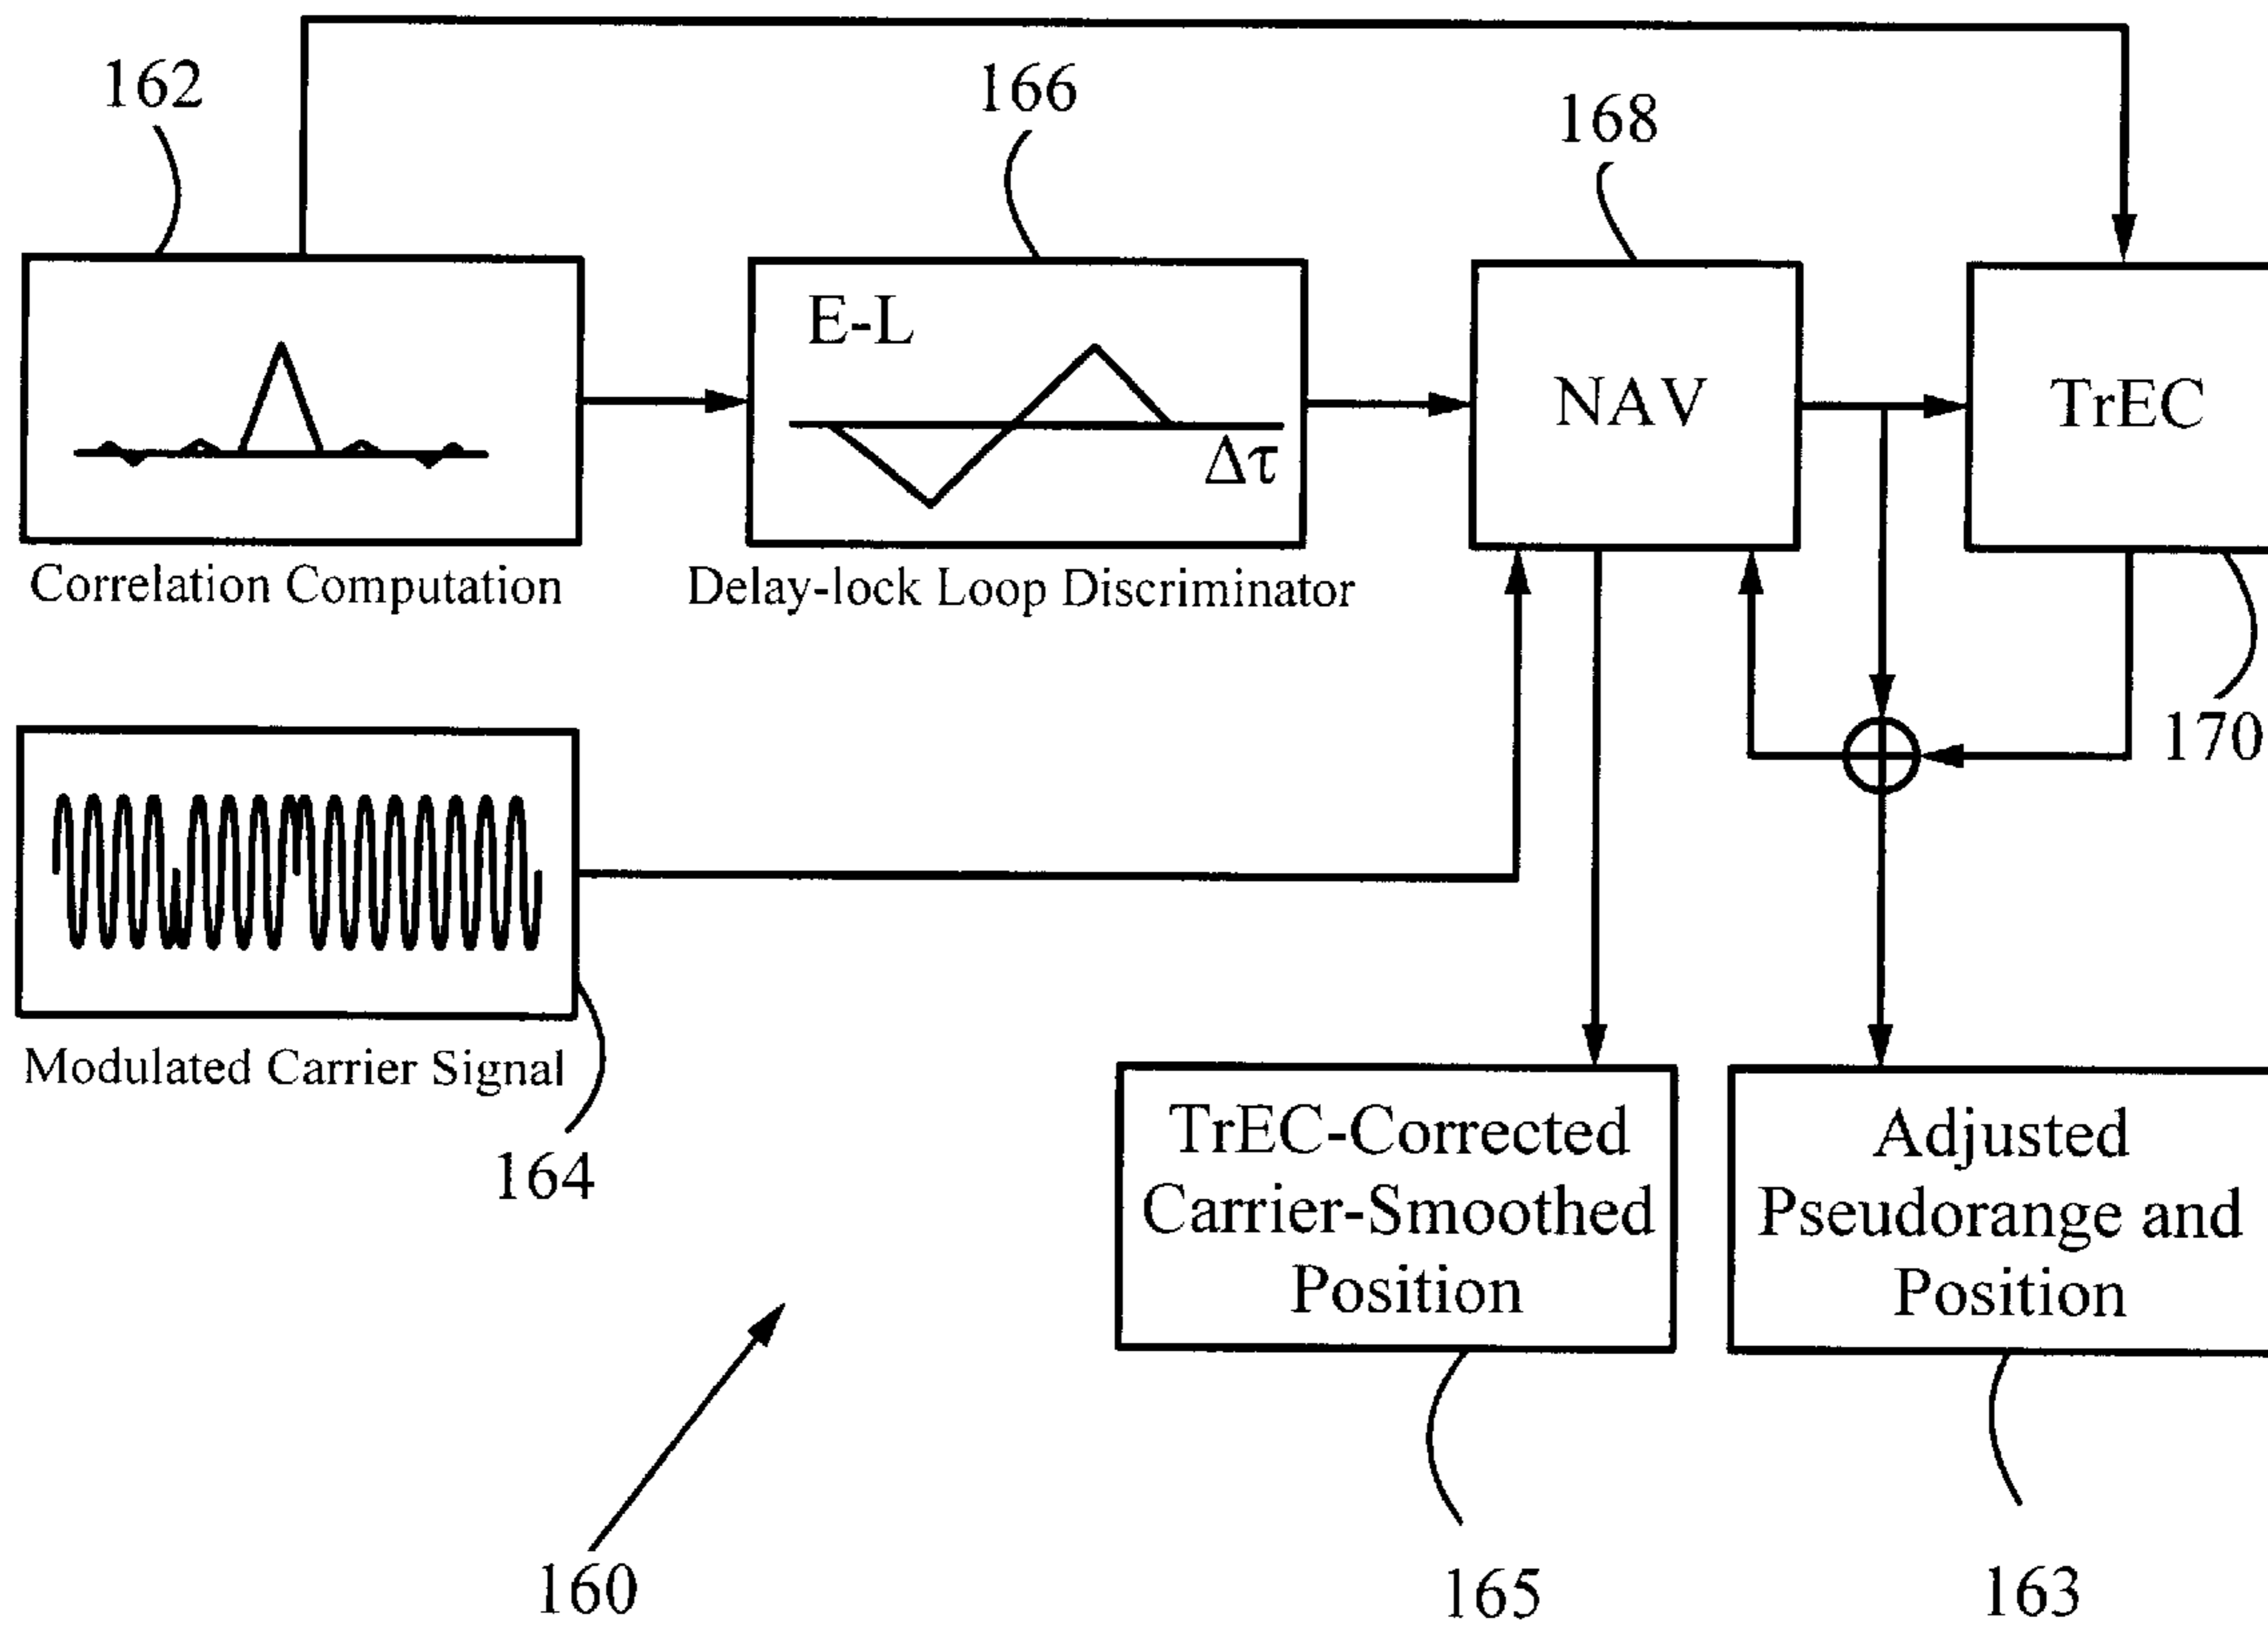 162
166
168
E-L
Δτ
NAV
TrEC
Correlation Computation
Delay-lock Loop Discriminator
170
Modulated Carrier Signal
164
TrEC-Corrected
Carrier-Smoothed
Position
Adjusted
Pseudorange and
Position
160
165
163